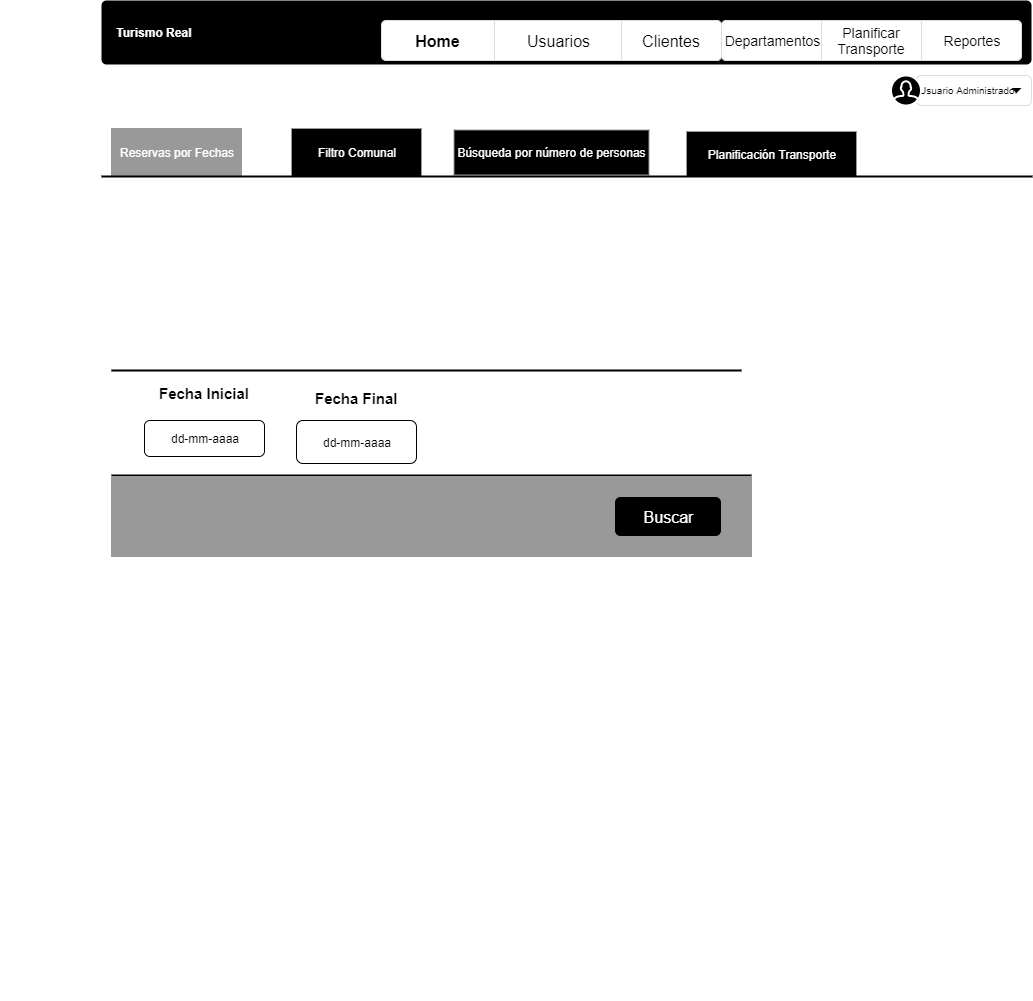 Turismo Real
Home
Usuarios
Clientes
Departamentos
Planificar
Transporte
Reportes
Usuario Administrador
Reservas por Fechas
Filtro Comunal
Búsqueda por número de personas
Planificación Transporte
Fecha Inicial
Fecha Final
dd-mm-aaaa
dd-mm-aaaa
Buscar